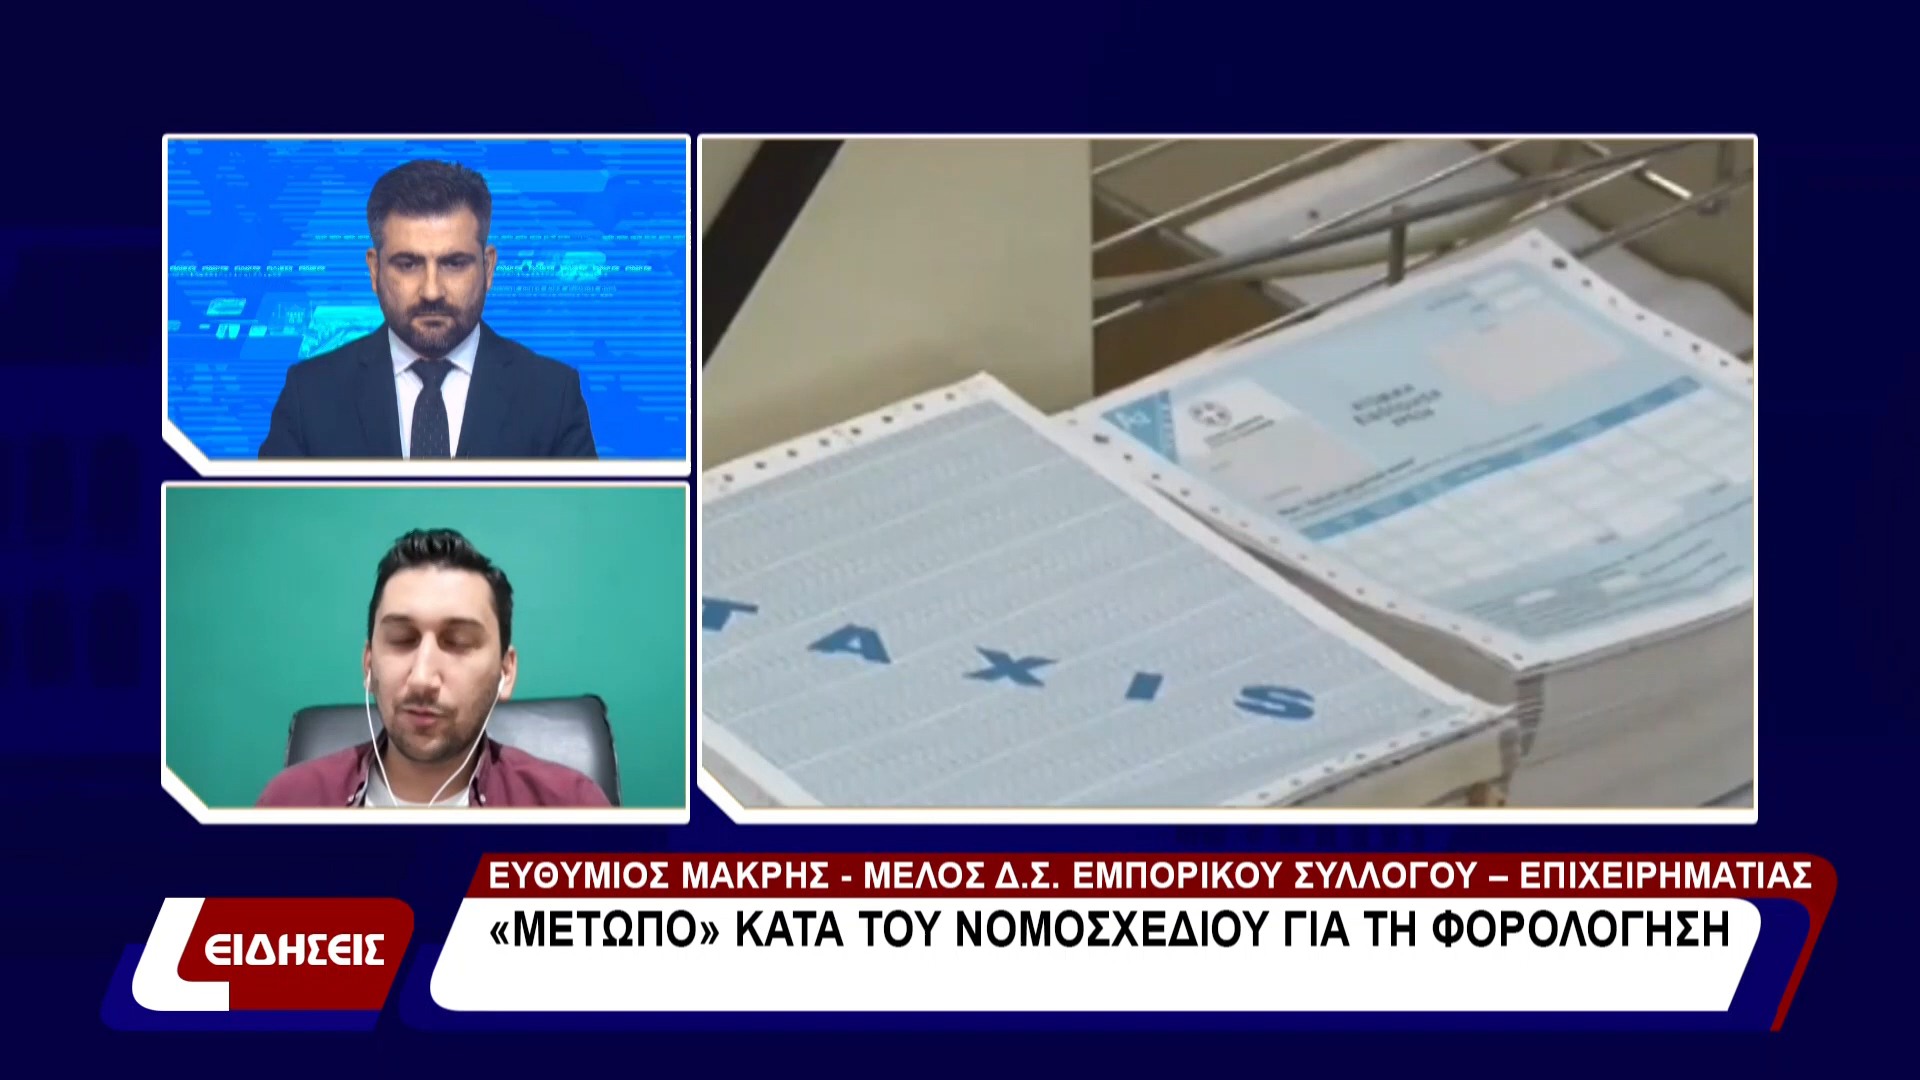 TAXIS
ΕΥΘΥΜΙΟΣ ΜΑΚΡΗΣ - ΜΕΛΟΣ Δ.Σ. ΕΜΠΟΡΙΚΟΥ ΣΥΛΛΟΓΟΥ – ΕΠΙΧΕΙΡΗΜΑΤΙΑΣ
«ΜΕΤΩΠΟ» ΚΑΤΑ ΤΟΥ ΝΟΜΟΣΧΕΔΙΟΥ ΓΙΑ ΤΗ ΦΟΡΟΛΟΓΗΣΗ
ΕΙΔΗΣΕΙΣ